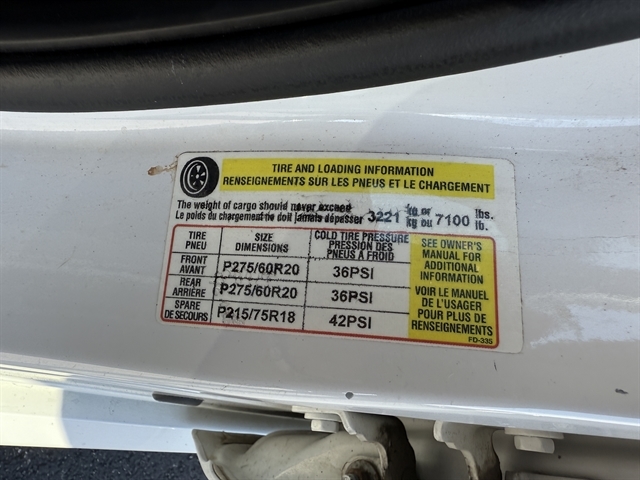 TIRE AND LOADING INFORMATION
RENSEIGNEMENTS SUR LES PNEUS ET LE CHARGEMENT
The weight of cargo should never exceed
Le poids du chargement ne doit jamais dépasser 3221 kg or kg ou 7100 lbs. lb.
TIRE PNEU SIZE DIMENSIONS COLD TIRE PRESSURE PRESSION DES PNEUS A FROID
FRONT AVANT P275/60R20 36PSI
REAR ARRIÈRE P275/60R20 36PSI
SPARE DE SECOURS P215/75R18 42PSI
SEE OWNER'S
MANUAL FOR
ADDITIONAL
INFORMATION
VOIR LE MANUEL
DE L'USAGER
POUR PLUS DE
RENSEIGNEMENTS
FD-335